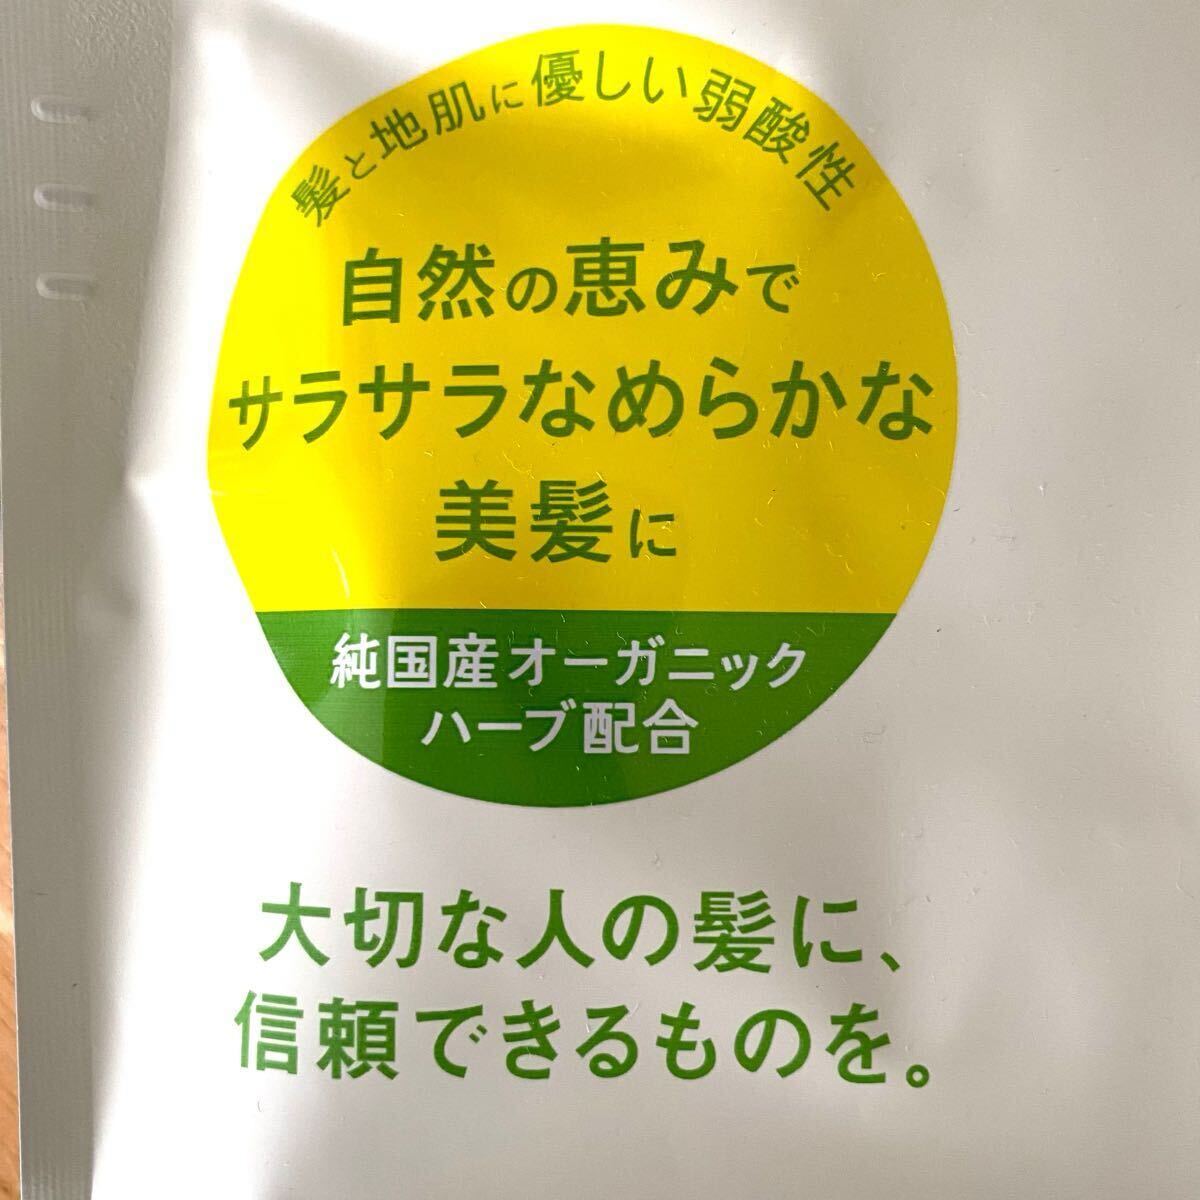 髪と地肌に優しい弱酸性
自然の恵みで
サラサラなめらかな
美髪に
純国産オーガニック
ハーブ配合
大切な人の髪に、
信頼できるものを。